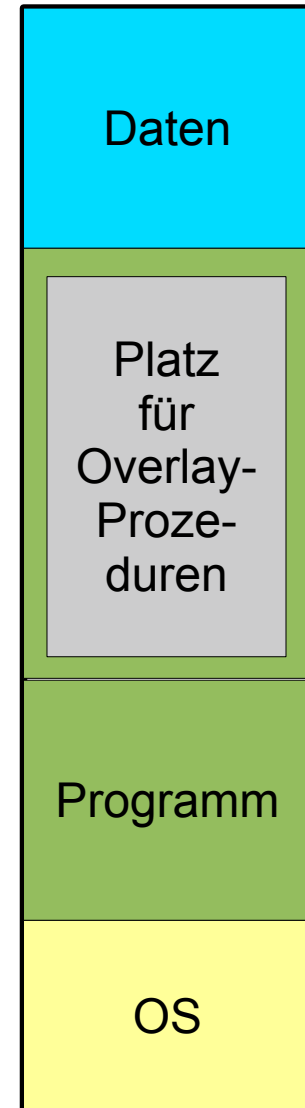 Daten
Platz
für
Overlay-
Proze-
duren
Programm
OS